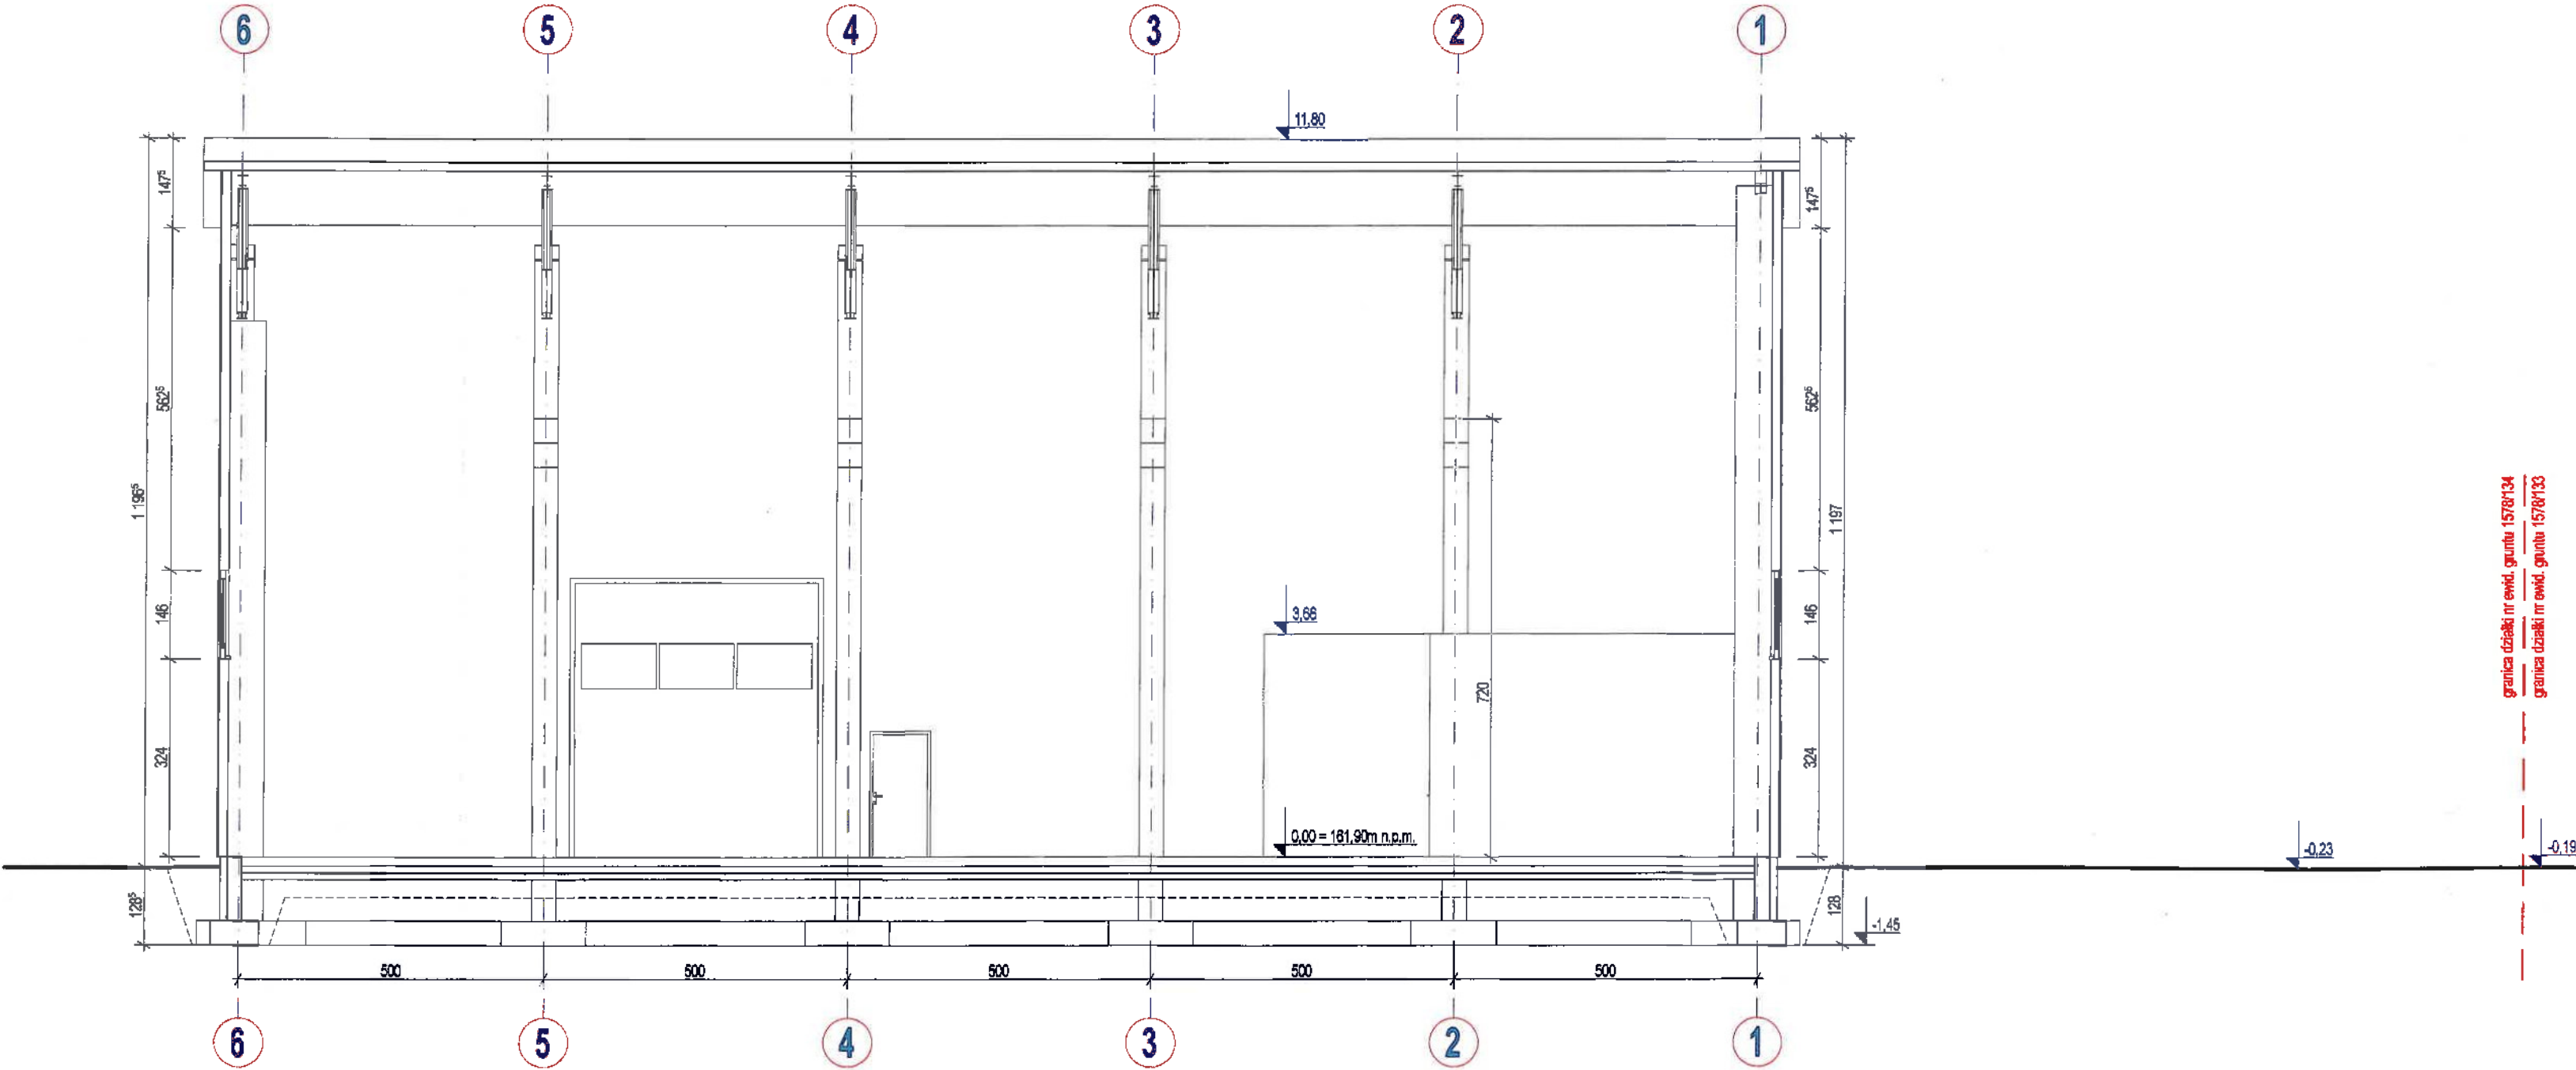 6 5 4 3 2 1
11,80
147⁵ 147⁵
562⁵ 562⁵
1 196⁵ 1 197
granica działki nr ewid. gruntu 1578/134
granica działki nr ewid. gruntu 1578/133
146 3,66 146
720
324 324
0,00 = 161,90m n.p.m.
-0,23 -0,19
128⁵ 128
-1,45
500 500 500 500 500
6 5 4 3 2 1